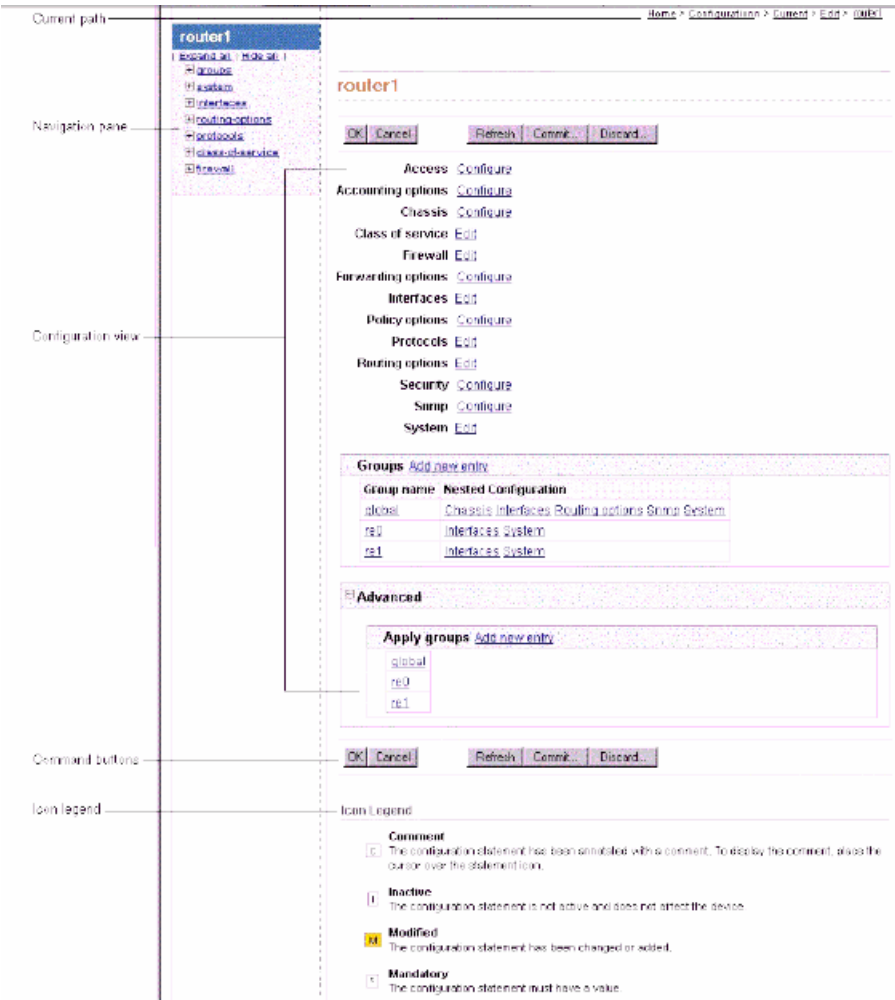 Current path
Home > Configuration > Current > Edit > router1
router1
| Expand all | Hide all |
groups
system
interfaces
Navigation pane
routing-options
protocols
class-of-service
firewall
router1
OK Cancel Refresh Commit... Discard...
Access Configure
Accounting options Configure
Chassis Configure
Class of service Edit
Firewall Edit
Forwarding options Configure
Interfaces Edit
Policy options Configure
Configuration view
Protocols Edit
Routing options Edit
Security Configure
Snmp Configure
System Edit
Groups Add new entry
Group name Nested Configuration
global Chassis Interfaces Routing options Snmp System
re0 Interfaces System
re1 Interfaces System
Advanced
Apply groups Add new entry
global
re0
re1
Command buttons
OK Cancel Refresh Commit... Discard...
Icon legend
Icon Legend
Comment
C The configuration statement has been annotated with a comment. To display the comment, place the
cursor over the statement icon.
Inactive
I The configuration statement is not active and does not affect the device
Modified
M The configuration statement has been changed or added.
Mandatory
* The configuration statement must have a value